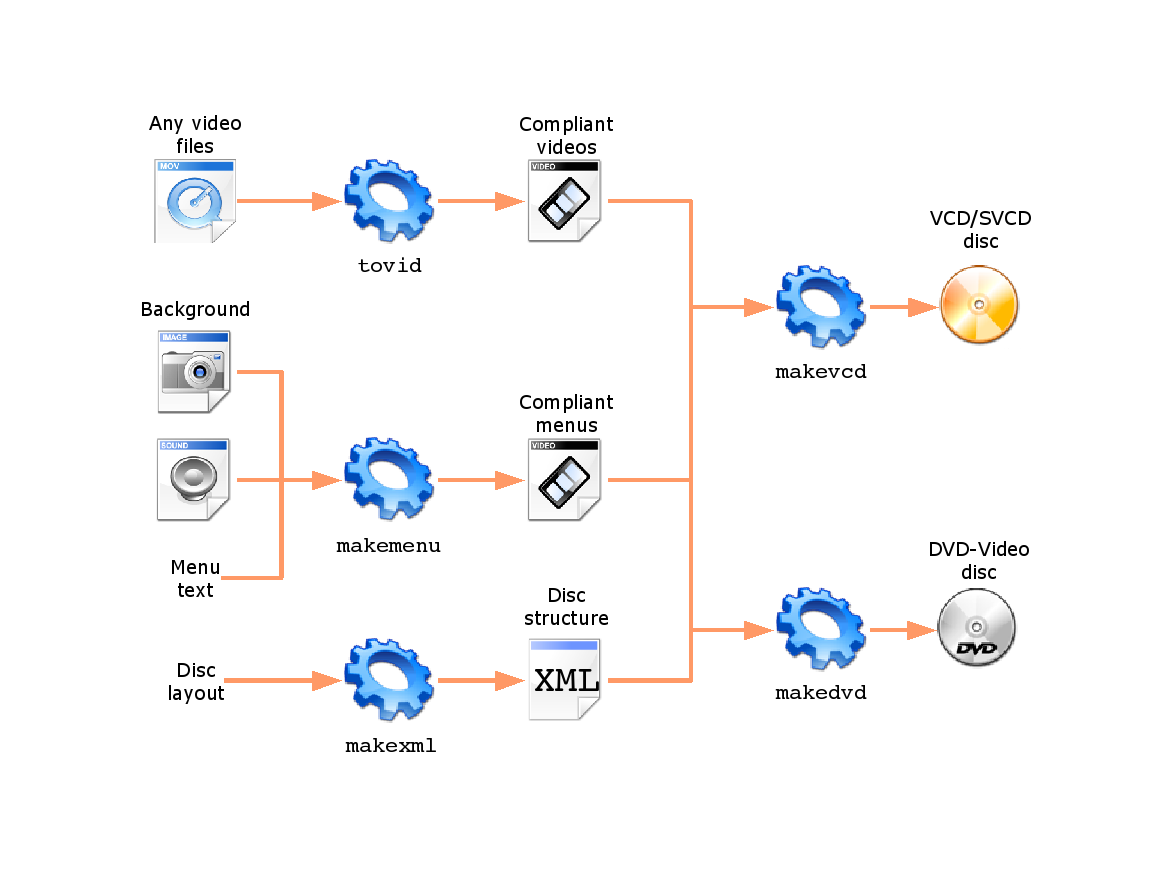 Any video
files
MOV
tovid
Compliant
videos
VIDEO
Background
IMAGE
SOUND
Menu
text
makemenu
Compliant
menus
VIDEO
Disc
layout
makexml
Disc
structure
XML
makevcd
VCD/SVCD
disc
makedvd
DVD-Video
disc
DVD